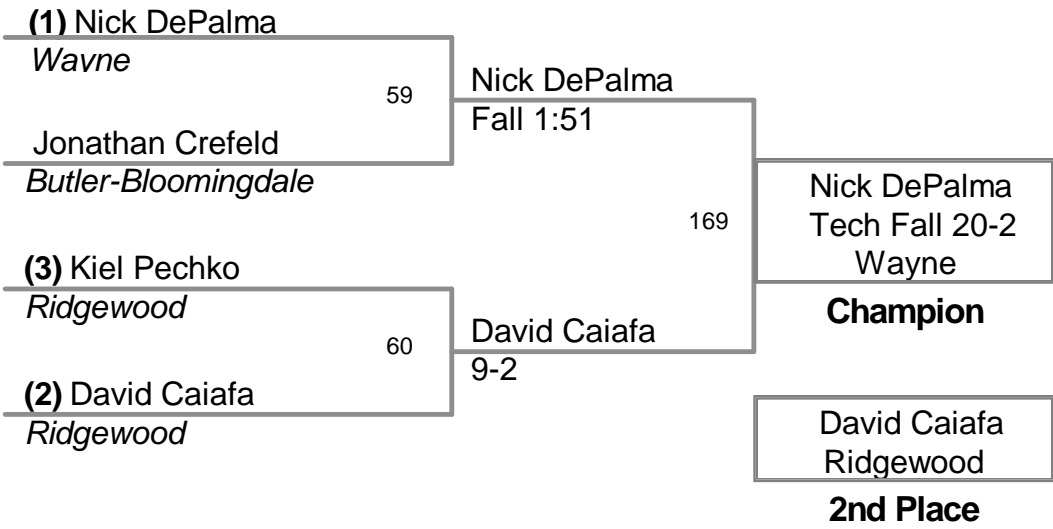 (1) Nick DePalma
Wayne
59
Nick DePalma
Fall 1:51
Jonathan Crefeld
Butler-Bloomingdale
169
Nick DePalma
Tech Fall 20-2
Wayne
Champion
(3) Kiel Pechko
Ridgewood
60
David Caiafa
9-2
(2) David Caiafa
Ridgewood
David Caiafa
Ridgewood
2nd Place